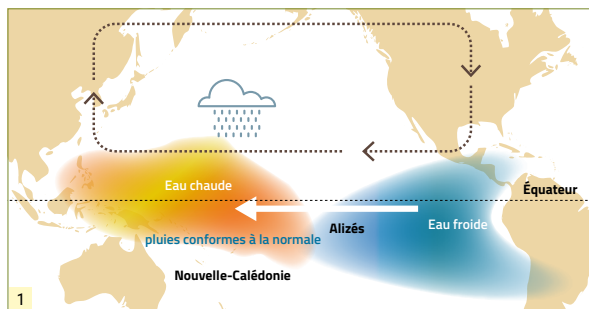 Eau chaude
Équateur
Alizés
Eau froide
pluies conformes à la normale
Nouvelle-Calédonie
1